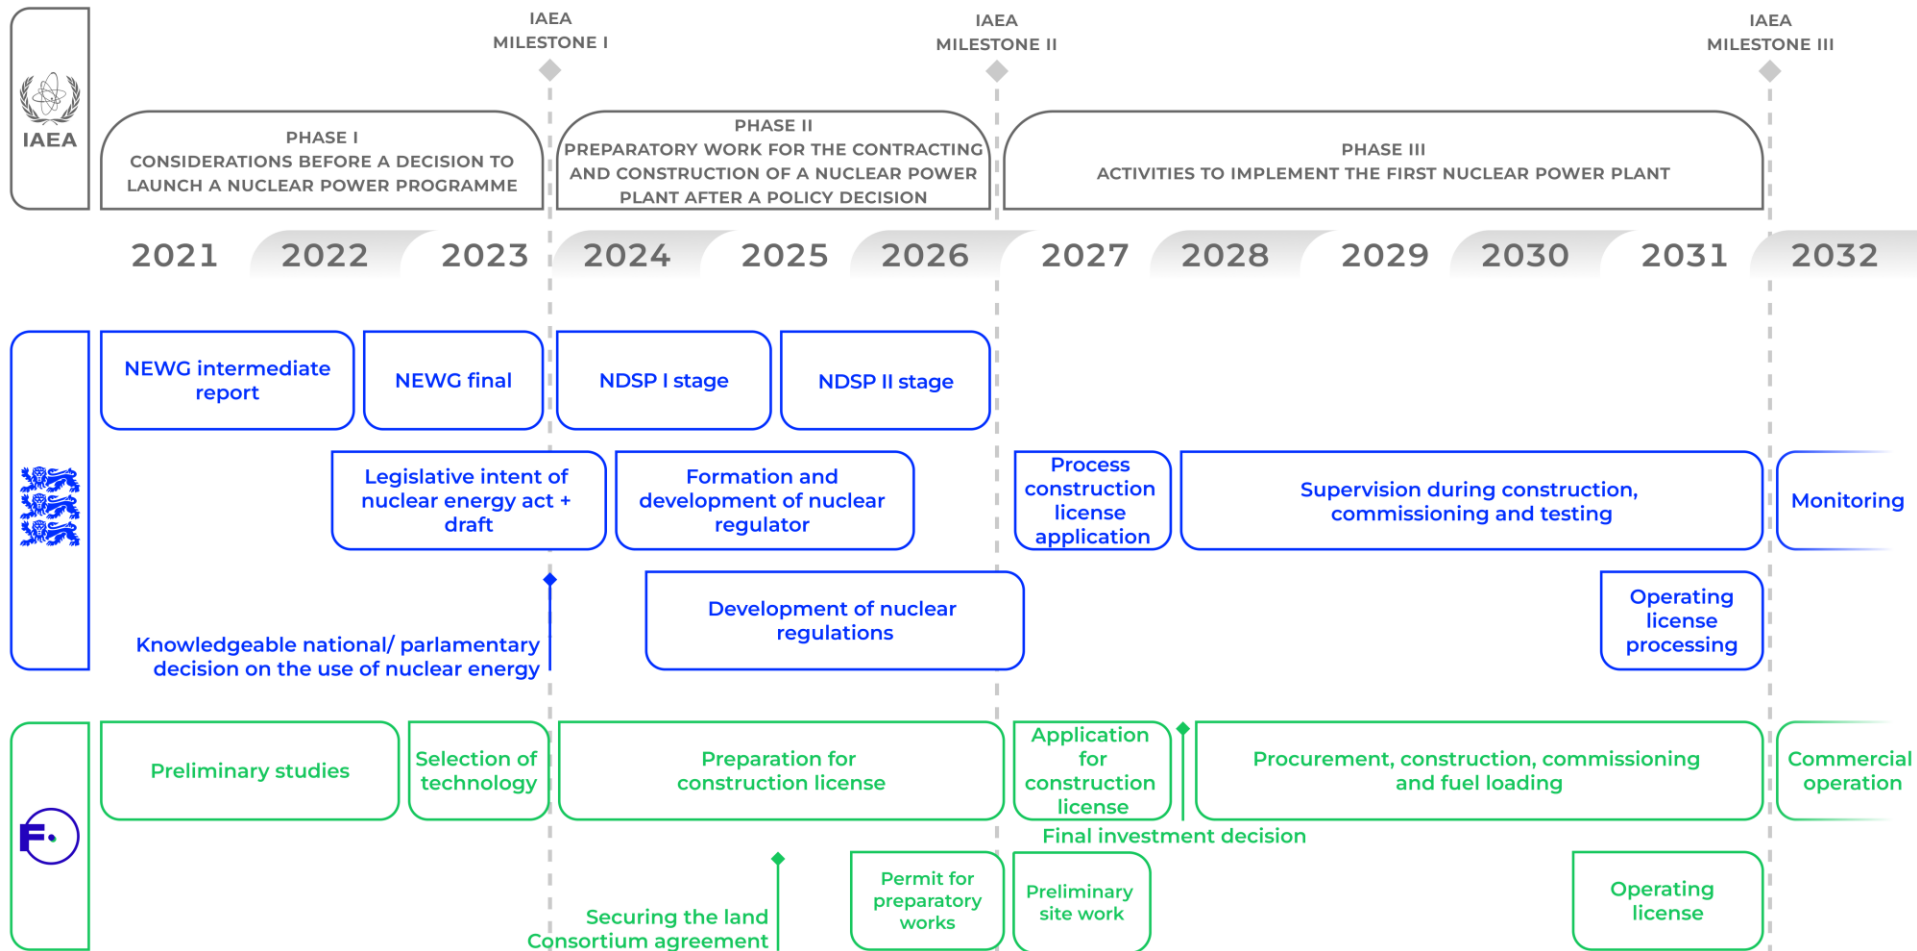 IAEA
MILESTONE I
IAEA
MILESTONE II
IAEA
MILESTONE III
IAEA
PHASE I
CONSIDERATIONS BEFORE A DECISION TO
LAUNCH A NUCLEAR POWER PROGRAMME
PHASE II
PREPARATORY WORK FOR THE CONTRACTING
AND CONSTRUCTION OF A NUCLEAR POWER
PLANT AFTER A POLICY DECISION
PHASE III
ACTIVITIES TO IMPLEMENT THE FIRST NUCLEAR POWER PLANT
2021
2022
2023
2024
2025
2026
2027
2028
2029
2030
2031
2032
NEWG intermediate
report
NEWG final
NDSP I stage
NDSP II stage
Legislative intent of
nuclear energy act +
draft
Formation and
development of nuclear
regulator
Process
construction
license
application
Supervision during construction,
commissioning and testing
Monitoring
Knowledgeable national/ parlamentary
decision on the use of nuclear energy
Development of nuclear
regulations
Operating
license
processing
F
Preliminary studies
Selection of
technology
Preparation for
construction license
Application
for
construction
license
Final investment decision
Procurement, construction, commissioning
and fuel loading
Commercial
operation
Securing the land
Consortium agreement
Permit for
preparatory
works
Preliminary
site work
Operating
license